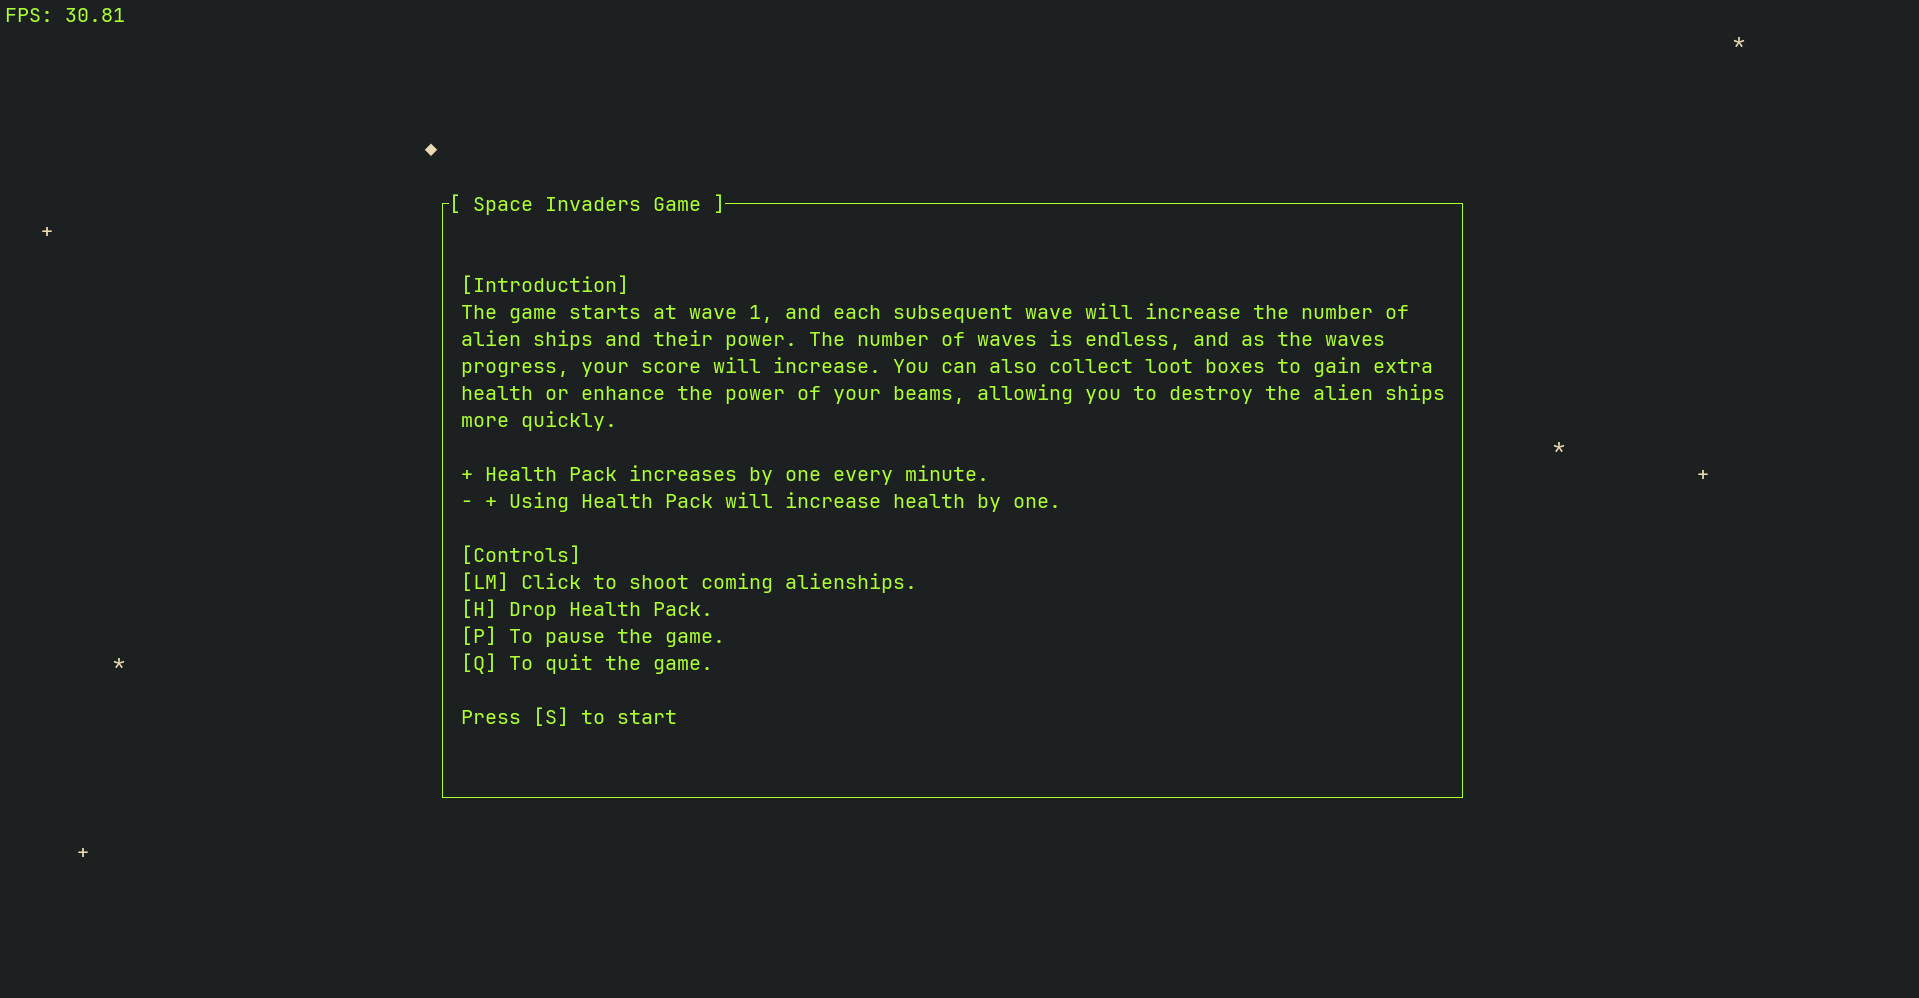 FPS: 30.81
[ Space Invaders Game ]
[Introduction]
The game starts at wave 1, and each subsequent wave will increase the number of
alien ships and their power. The number of waves is endless, and as the waves
progress, your score will increase. You can also collect loot boxes to gain extra
health or enhance the power of your beams, allowing you to destroy the alien ships
more quickly.
+ Health Pack increases by one every minute.
- + Using Health Pack will increase health by one.
[Controls]
[LM] Click to shoot coming alienships.
[H] Drop Health Pack.
[P] To pause the game.
[Q] To quit the game.
Press [S] to start